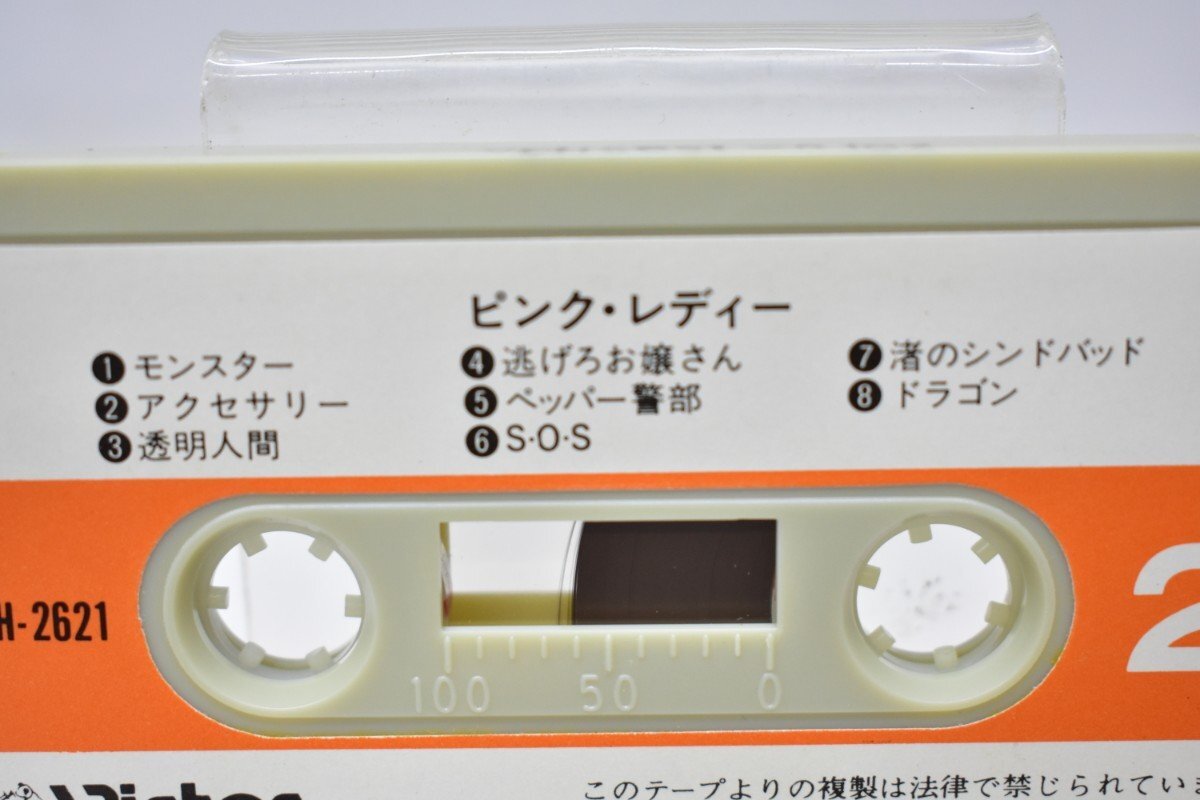 ピンク・レディー
❶モンスター
❷アクセサリー
❸透明人間
❹逃げろお嬢さん
❺ペッパー警部
❻S・O・S
❼渚のシンドバッド
❽ドラゴン
H-2621
2
100 50 0
Victor
このテープよりの複製は法律で禁じられていま